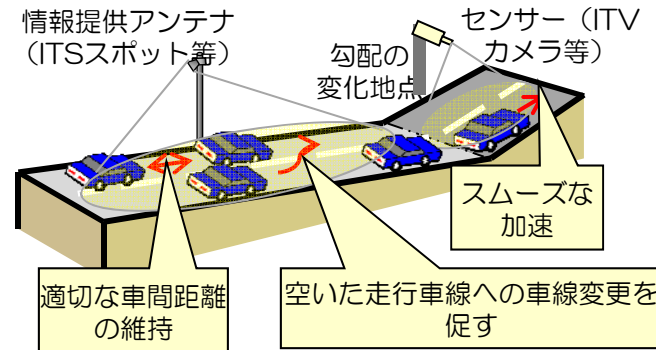 情報提供アンテナ
（ITSスポット等）
センサー（ITV
カメラ等）
勾配の
変化地点
スムーズな
加速
適切な車間距離
の維持
空いた走行車線への車線変更を
促す